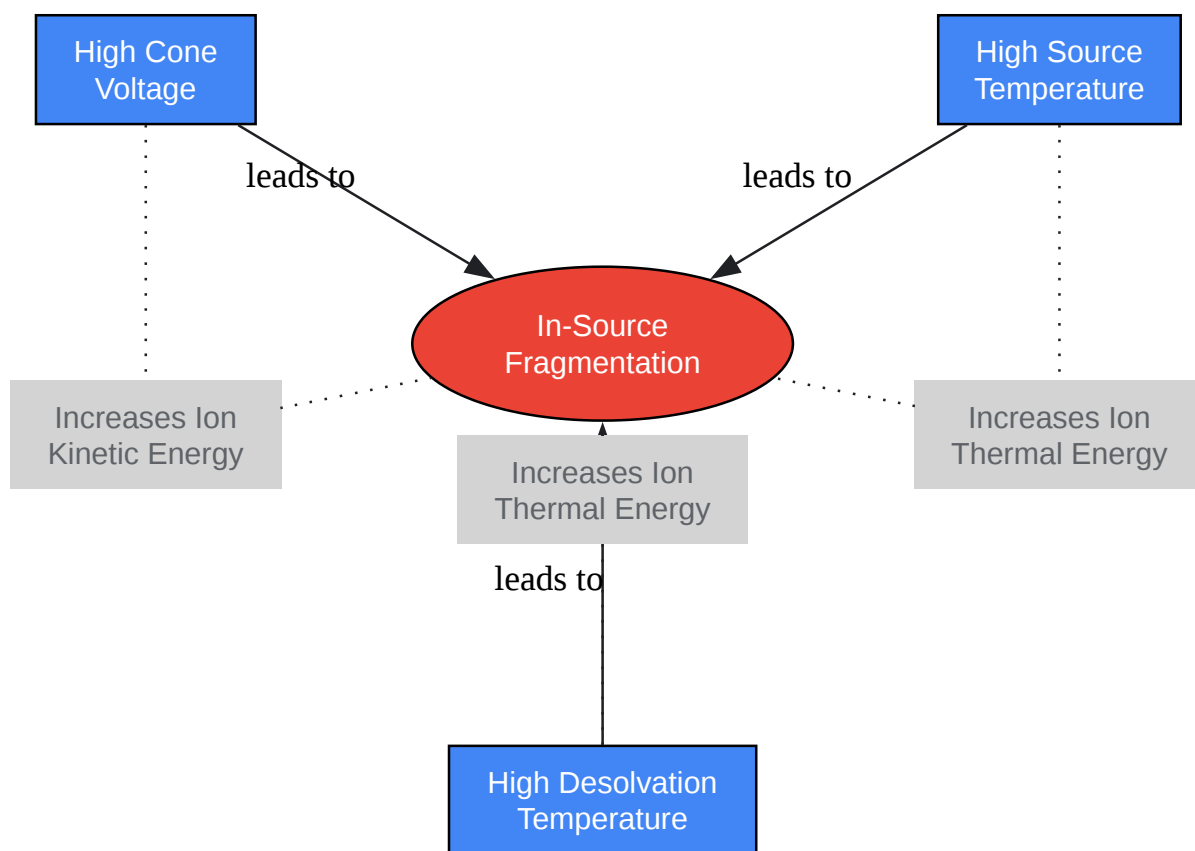 High Cone
Voltage
High Source
Temperature
leads to
leads to
In-Source
Fragmentation
Increases Ion
Kinetic Energy
Increases Ion
Thermal Energy
Increases Ion
Thermal Energy
leads to
High Desolvation
Temperature